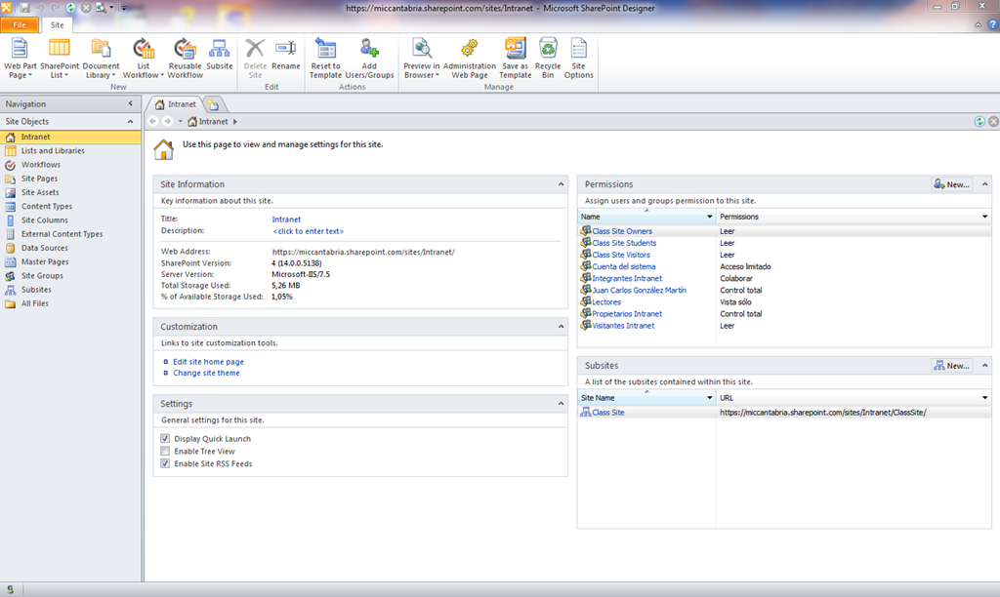 https://miccantabria.sharepoint.com/sites/Intranet - Microsoft SharePoint Designer
File Site
Web Part Page SharePoint List Document Library List Workflow Reusable Workflow Subsite Delete Site Rename Reset to Template Add Users/Groups Preview in Browser Administration Web Page Save as Template Recycle Bin Site Options
New Edit Actions Manage
Navigation
Intranet
Site Objects
Intranet
Intranet
Lists and Libraries
Workflows
Site Pages
Site Assets
Content Types
Site Columns
External Content Types
Data Sources
Master Pages
Site Groups
Subsites
All Files
Use this page to view and manage settings for this site.
Site Information
Key information about this site.
Title: Intranet
Description: <click to enter text>
Web Address: https://miccantabria.sharepoint.com/sites/Intranet/
SharePoint Version: 4 (14.0.0.5138)
Server Version: Microsoft-IIS/7.5
Total Storage Used: 5,26 MB
% of Available Storage Used: 1,05%
Customization
Links to site customization tools.
Edit site home page
Change site theme
Settings
General settings for this site.
Display Quick Launch
Enable Tree View
Enable Site RSS Feeds
Permissions New...
Assign users and groups permission to this site.
Name Permissions
Class Site Owners Leer
Class Site Students Leer
Class Site Visitors Leer
Cuenta del sistema Acceso limitado
Integrantes Intranet Colaborar
Juan Carlos González Martín Control total
Lectores Vista sólo
Propietarios Intranet Control total
Visitantes Intranet Leer
Subsites New...
A list of the subsites contained within this site.
Site Name URL
Class Site https://miccantabria.sharepoint.com/sites/Intranet/ClassSite/